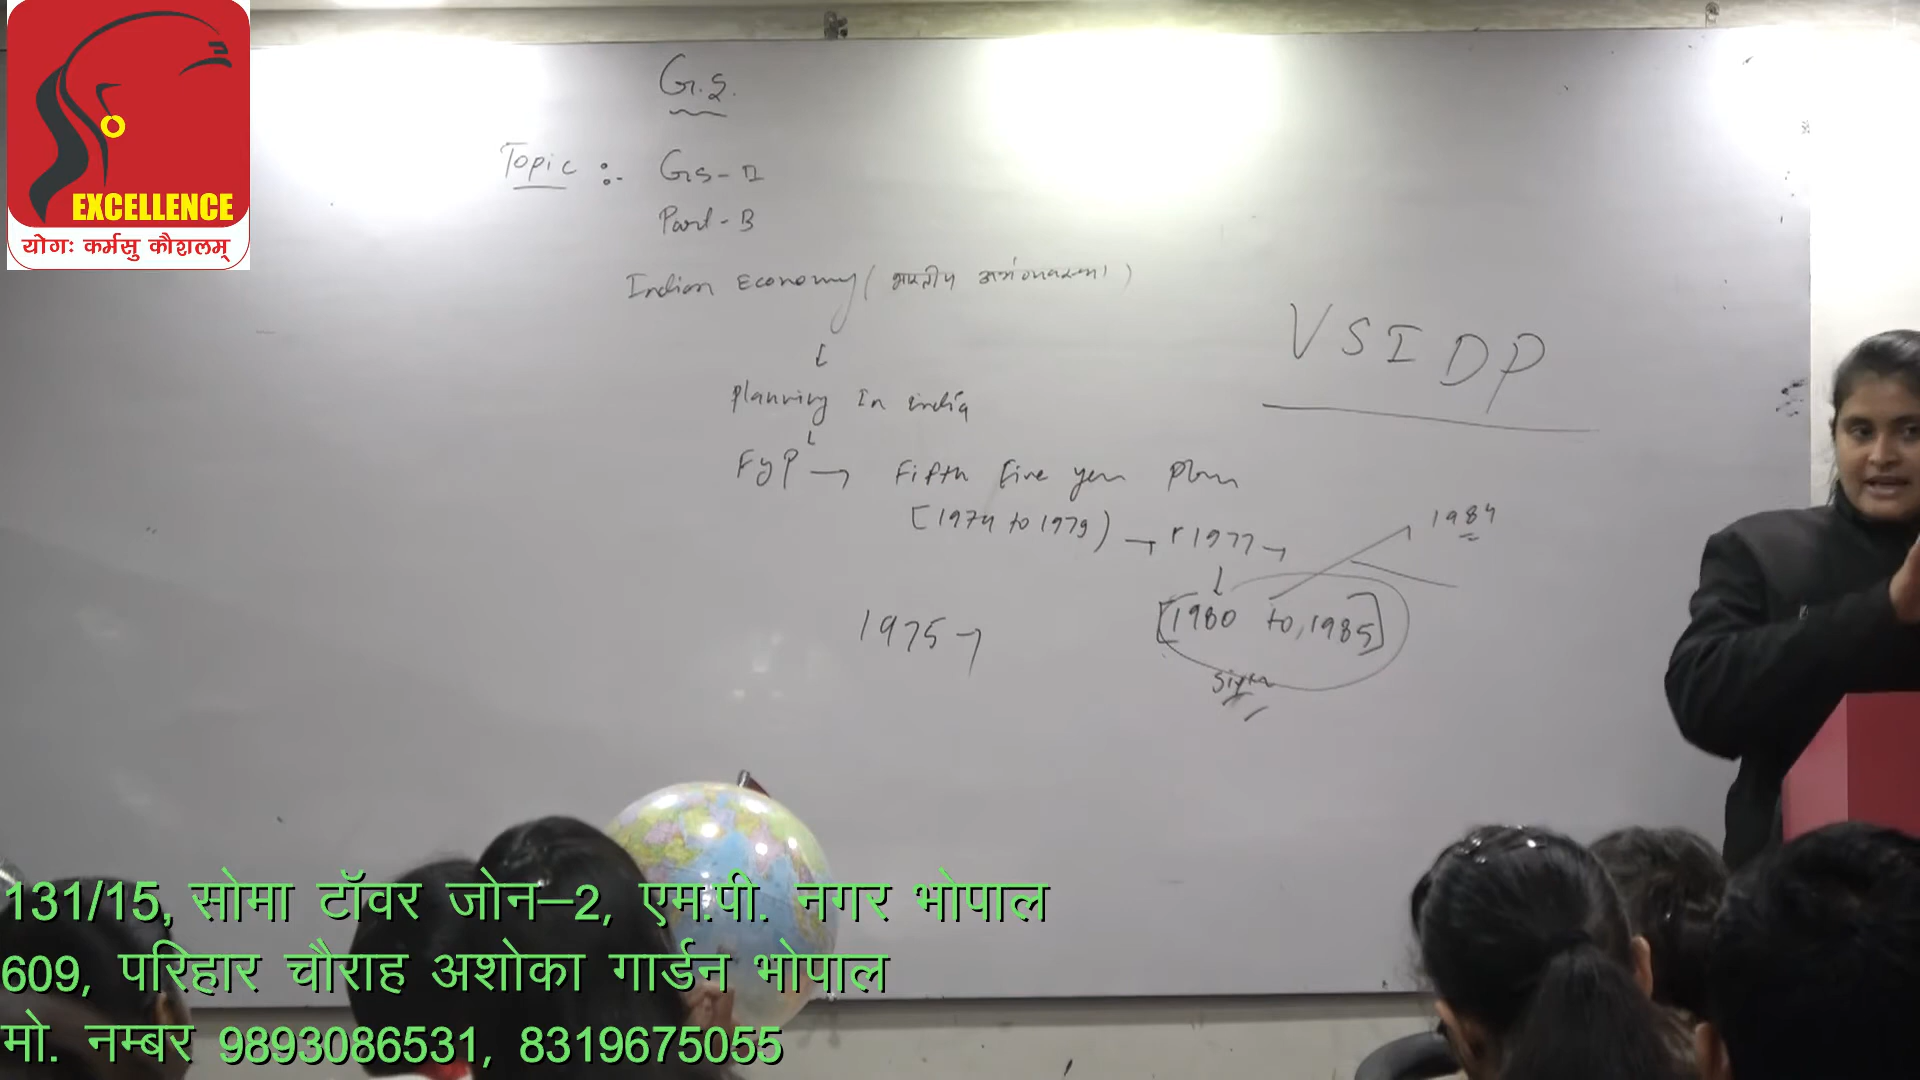 EXCELLENCE
योगः कर्मसु कौशलम्
G.S.
Topic :- GS-II
Part-B
Indian Economy (भारतीय अर्थव्यवस्था)
VSIDP
Planning In india
FyP → Fifth five year plan
[1974 to 1979) → 1977 →
1984
1975 →
[1980 to, 1985]
131/15, सोमा टॉवर जोन–2, एम.पी. नगर भोपाल
609, परिहार चौराह अशोका गार्डन भोपाल
मो. नम्बर 9893086531, 8319675055